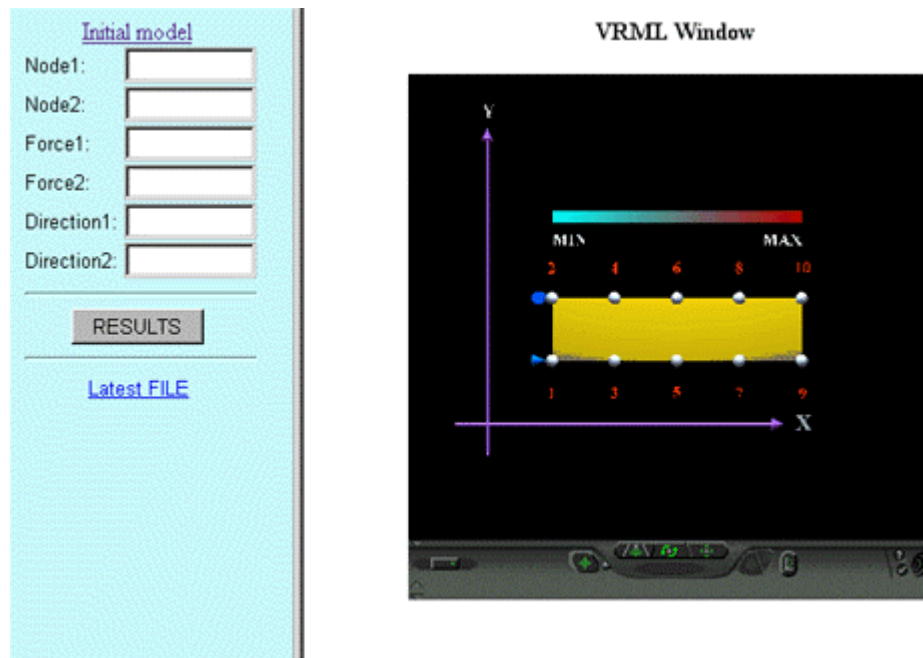 Initial model
Node1:
Node2:
Force1:
Force2:
Direction1:
Direction2:
RESULTS
Latest FILE
VRML Window
Y
MIN MAX
2 4 6 8 10
1 3 5 7 9
X